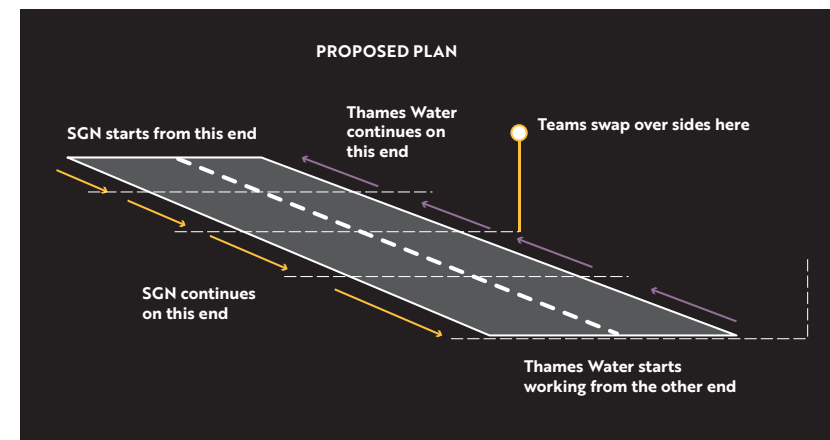 PROPOSED PLAN
SGN starts from this end
Thames Water
continues on
this end
Teams swap over sides here
SGN continues
on this end
Thames Water starts
working from the other end